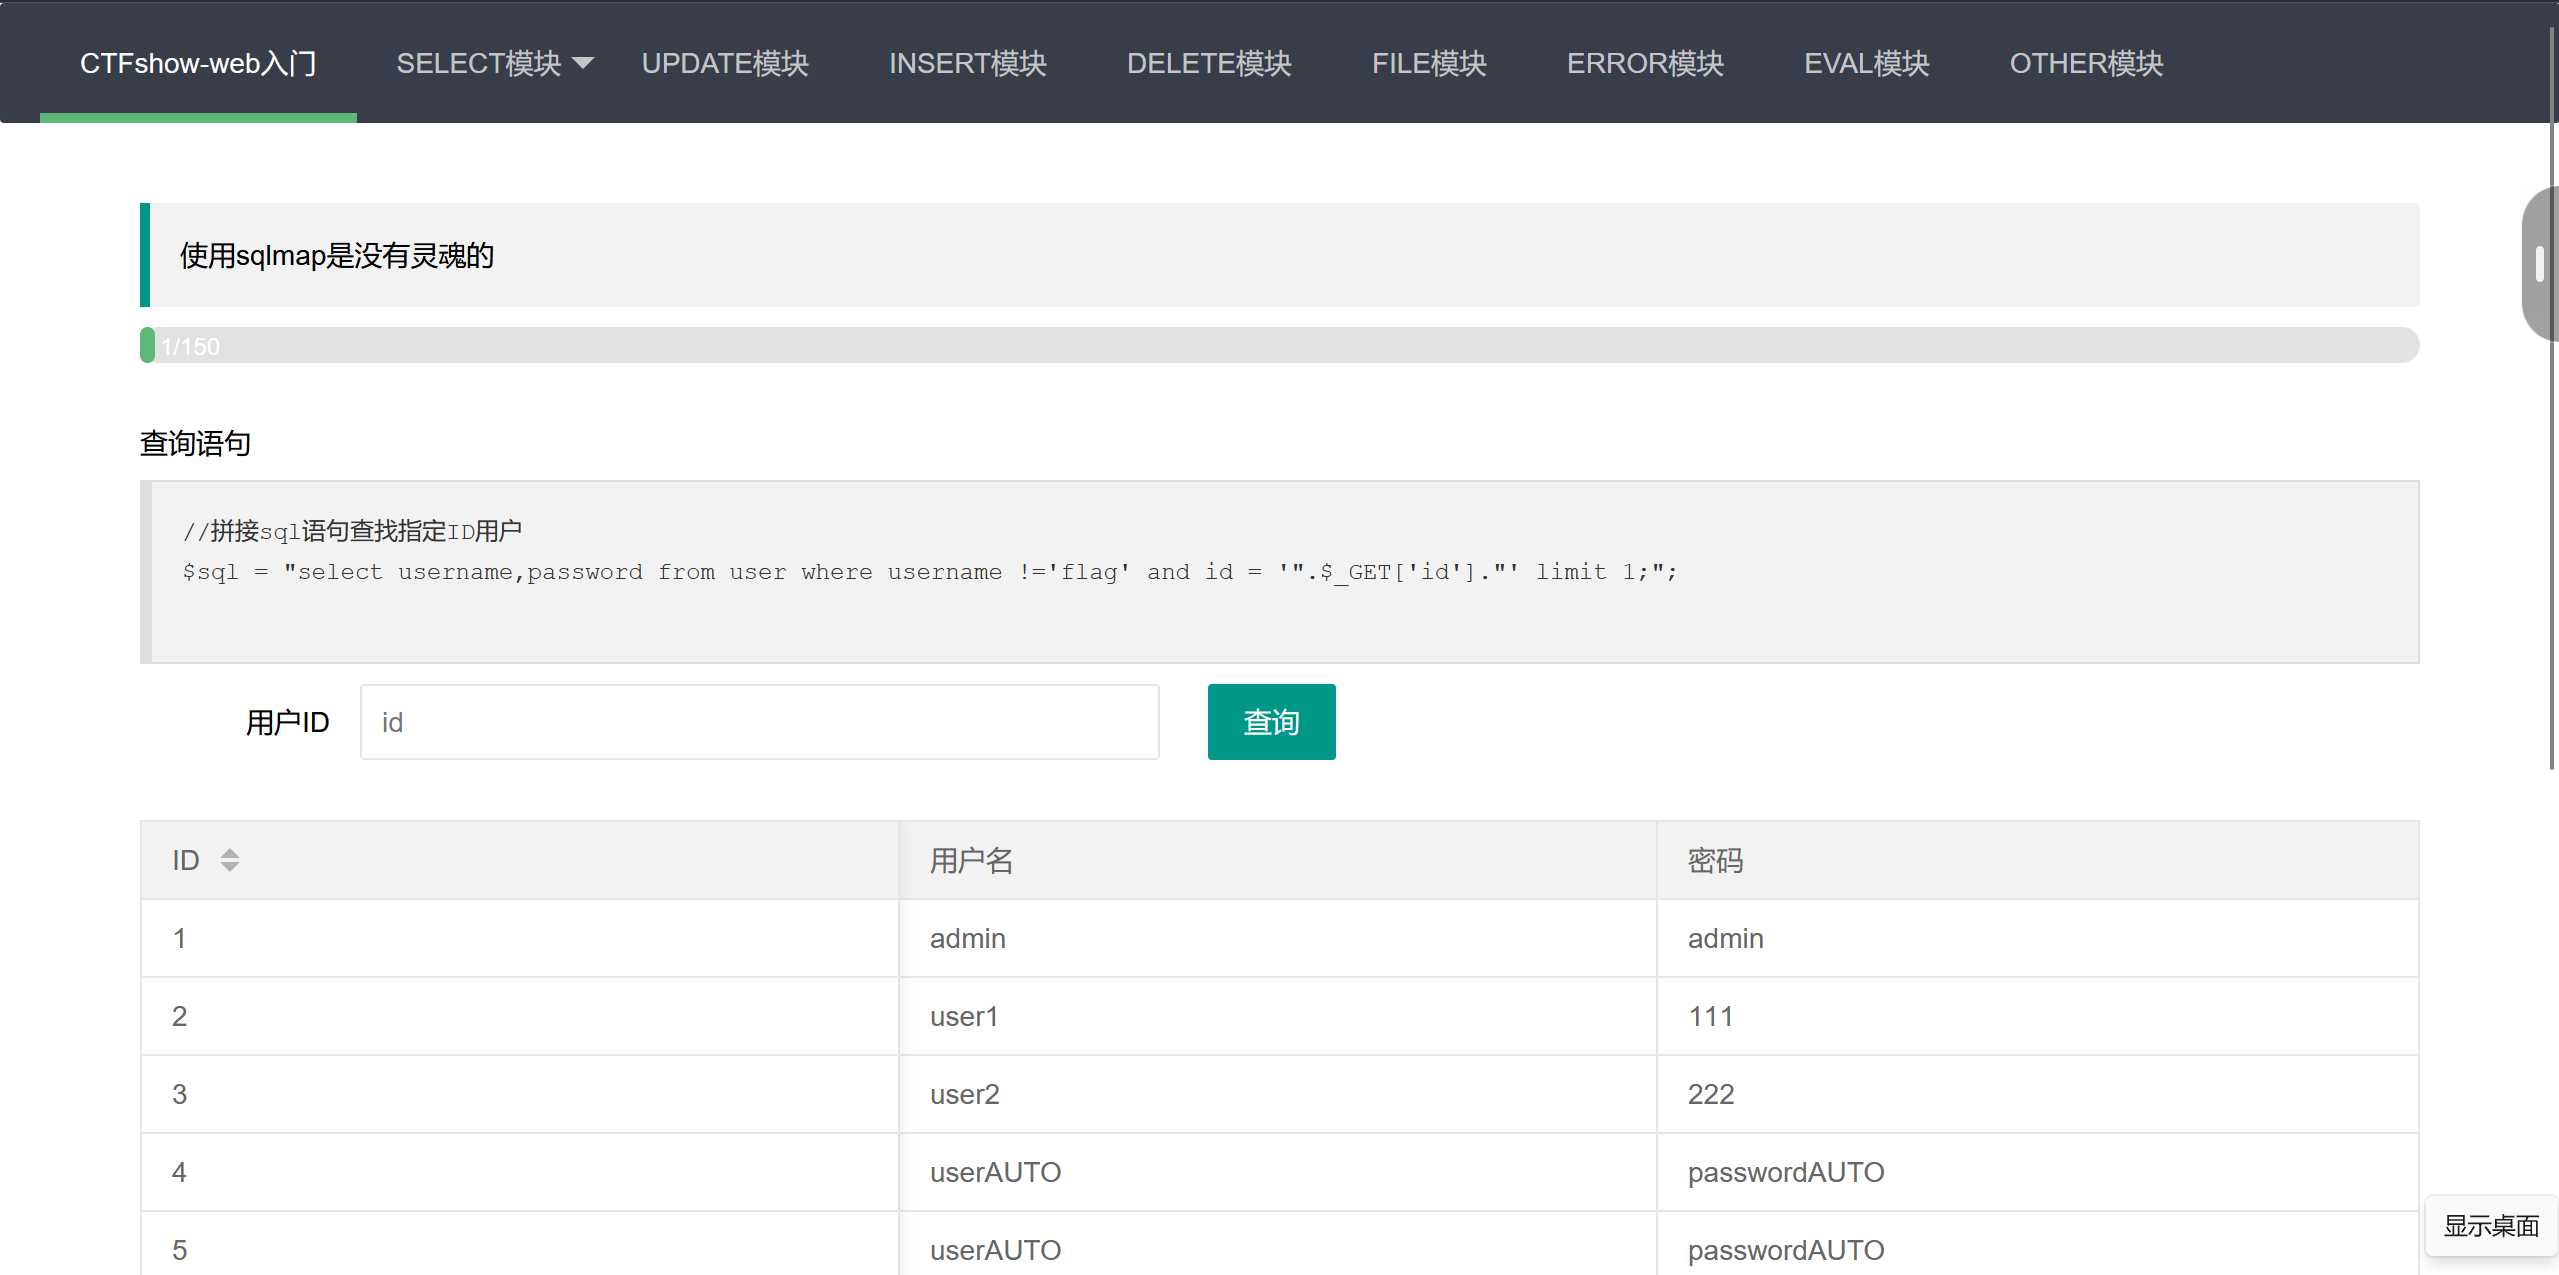 CTFshow-web入门 SELECT模块 UPDATE模块 INSERT模块 DELETE模块 FILE模块 ERROR模块 EVAL模块 OTHER模块
使用sqlmap是没有灵魂的
1/150
查询语句
//拼接sql语句查找指定ID用户
$sql = "select username,password from user where username !='flag' and id = '".$_GET['id']."' limit 1;";
用户ID id 查询
ID 用户名 密码
1 admin admin
2 user1 111
3 user2 222
4 userAUTO passwordAUTO
5 userAUTO passwordAUTO
显示桌面